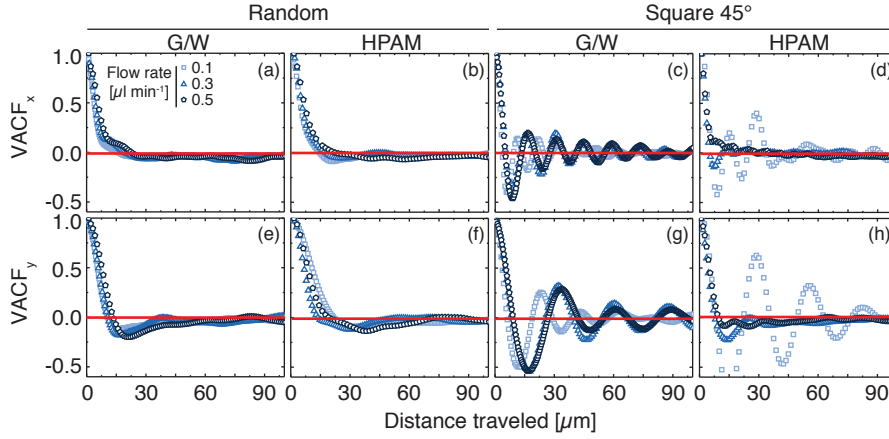 Random Square 45°
G/W HPAM G/W HPAM
1.0 (a) (b) (c) (d)
Flow rate 0.1
[µl min⁻¹] 0.3
0.5
0.5
VACFx
0.0
-0.5
1.0 (e) (f) (g) (h)
0.5
VACFy
0.0
-0.5
0 30 60 90 0 30 60 90 0 30 60 90 0 30 60 90
Distance traveled [µm]